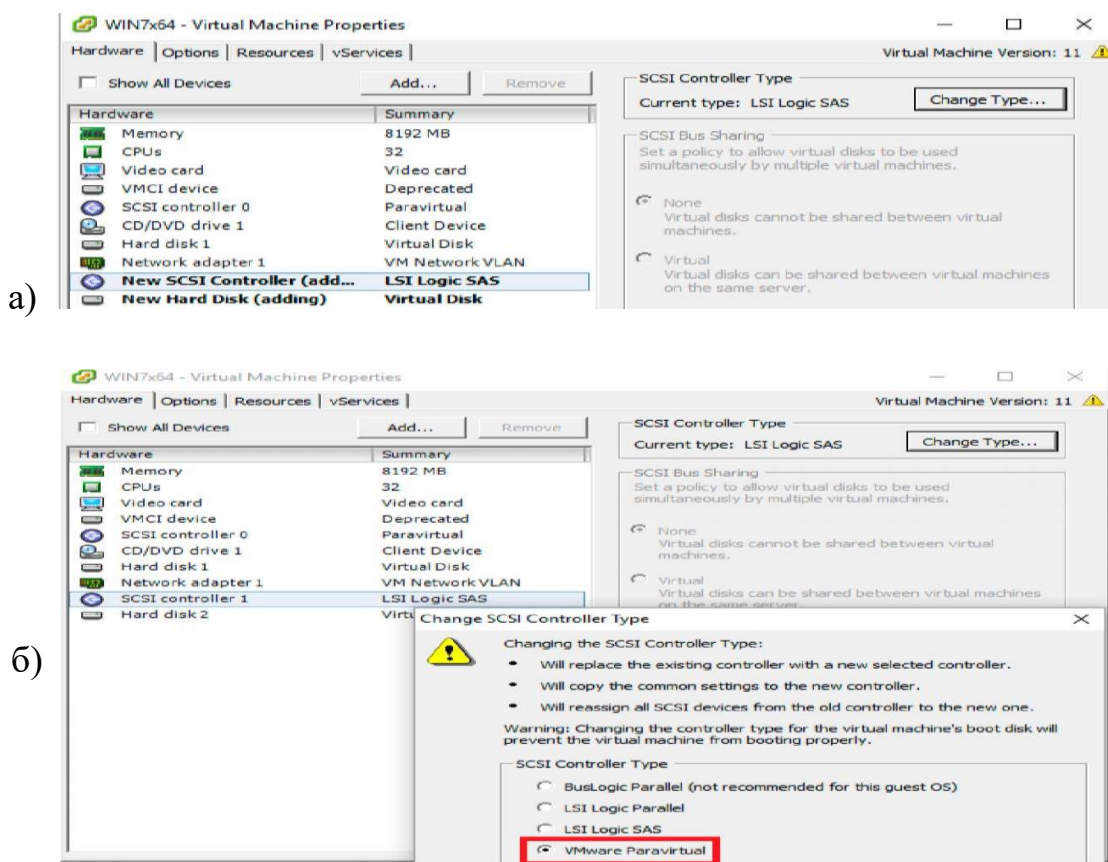 WIN7x64 - Virtual Machine Properties
Hardware Options Resources vServices Virtual Machine Version: 11
Show All Devices Add... Remove
Hardware Summary
Memory 8192 MB
CPUs 32
Video card Video card
VMCI device Deprecated
SCSI controller 0 Paravirtual
CD/DVD drive 1 Client Device
Hard disk 1 Virtual Disk
Network adapter 1 VM Network VLAN
New SCSI Controller (add... LSI Logic SAS
New Hard Disk (adding) Virtual Disk
SCSI Controller Type
Current type: LSI Logic SAS Change Type...
SCSI Bus Sharing
Set a policy to allow virtual disks to be used
simultaneously by multiple virtual machines.
None
Virtual disks cannot be shared between virtual
machines.
Virtual
Virtual disks can be shared between virtual machines
on the same server.
а)
WIN7x64 - Virtual Machine Properties
Hardware Options Resources vServices Virtual Machine Version: 11
Show All Devices Add... Remove
Hardware Summary
Memory 8192 MB
CPUs 32
Video card Video card
VMCI device Deprecated
SCSI controller 0 Paravirtual
CD/DVD drive 1 Client Device
Hard disk 1 Virtual Disk
Network adapter 1 VM Network VLAN
SCSI controller 1 LSI Logic SAS
Hard disk 2
SCSI Controller Type
Current type: LSI Logic SAS Change Type...
SCSI Bus Sharing
Set a policy to allow virtual disks to be used
simultaneously by multiple virtual machines.
None
Virtual disks cannot be shared between virtual
machines.
Virtual
Virtual disks can be shared between virtual machines
on the same server.
б)
Change SCSI Controller Type
Changing the SCSI Controller Type:
• Will replace the existing controller with a new selected controller.
• Will copy the common settings to the new controller.
• Will reassign all SCSI devices from the old controller to the new one.
Warning: Changing the controller type for the virtual machine's boot disk will
prevent the virtual machine from booting properly.
SCSI Controller Type
BusLogic Parallel (not recommended for this guest OS)
LSI Logic Parallel
LSI Logic SAS
VMware Paravirtual